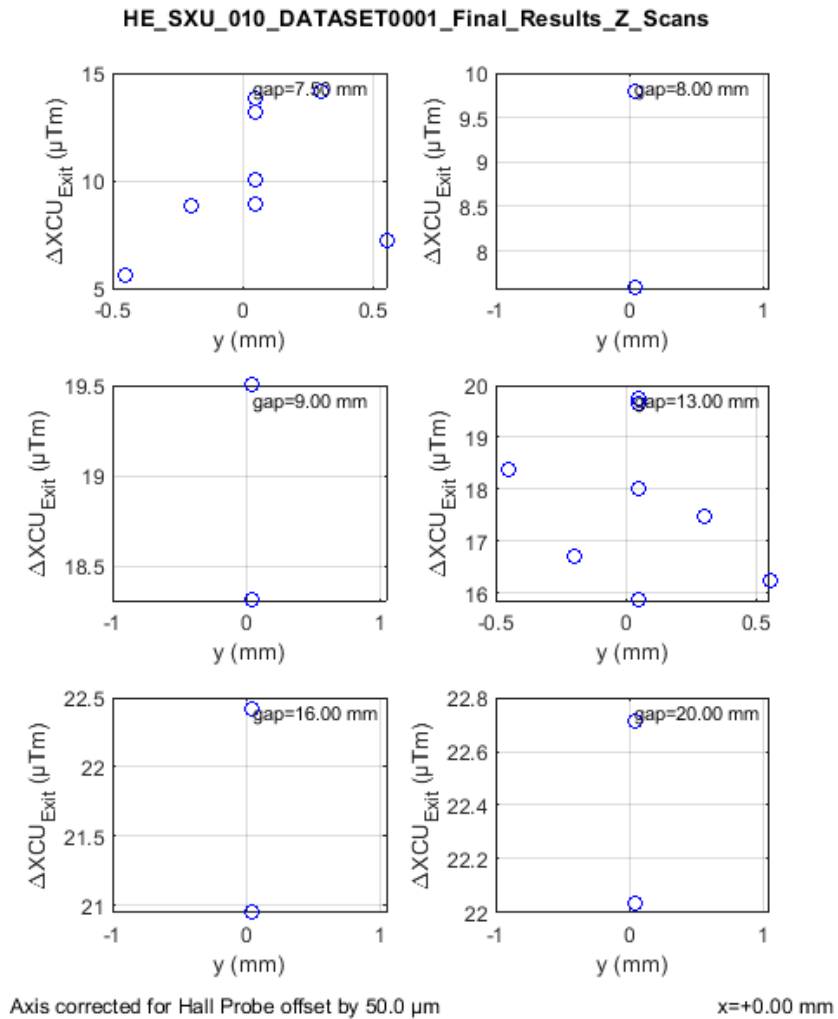 HE_SXU_010_DATASET0001_Final_Results_Z_Scans
15
10
5
ΔXCU_Exit (µTm)
gap=7.50 mm
-0.5 0 0.5
y (mm)
10
9.5
9
8.5
8
ΔXCU_Exit (µTm)
gap=8.00 mm
-1 0 1
y (mm)
19.5
19
18.5
ΔXCU_Exit (µTm)
gap=9.00 mm
-1 0 1
y (mm)
20
19
18
17
16
ΔXCU_Exit (µTm)
gap=13.00 mm
-0.5 0 0.5
y (mm)
22.5
22
21.5
21
ΔXCU_Exit (µTm)
gap=16.00 mm
-1 0 1
y (mm)
22.8
22.6
22.4
22.2
22
ΔXCU_Exit (µTm)
gap=20.00 mm
-1 0 1
y (mm)
Axis corrected for Hall Probe offset by 50.0 µm
x=+0.00 mm